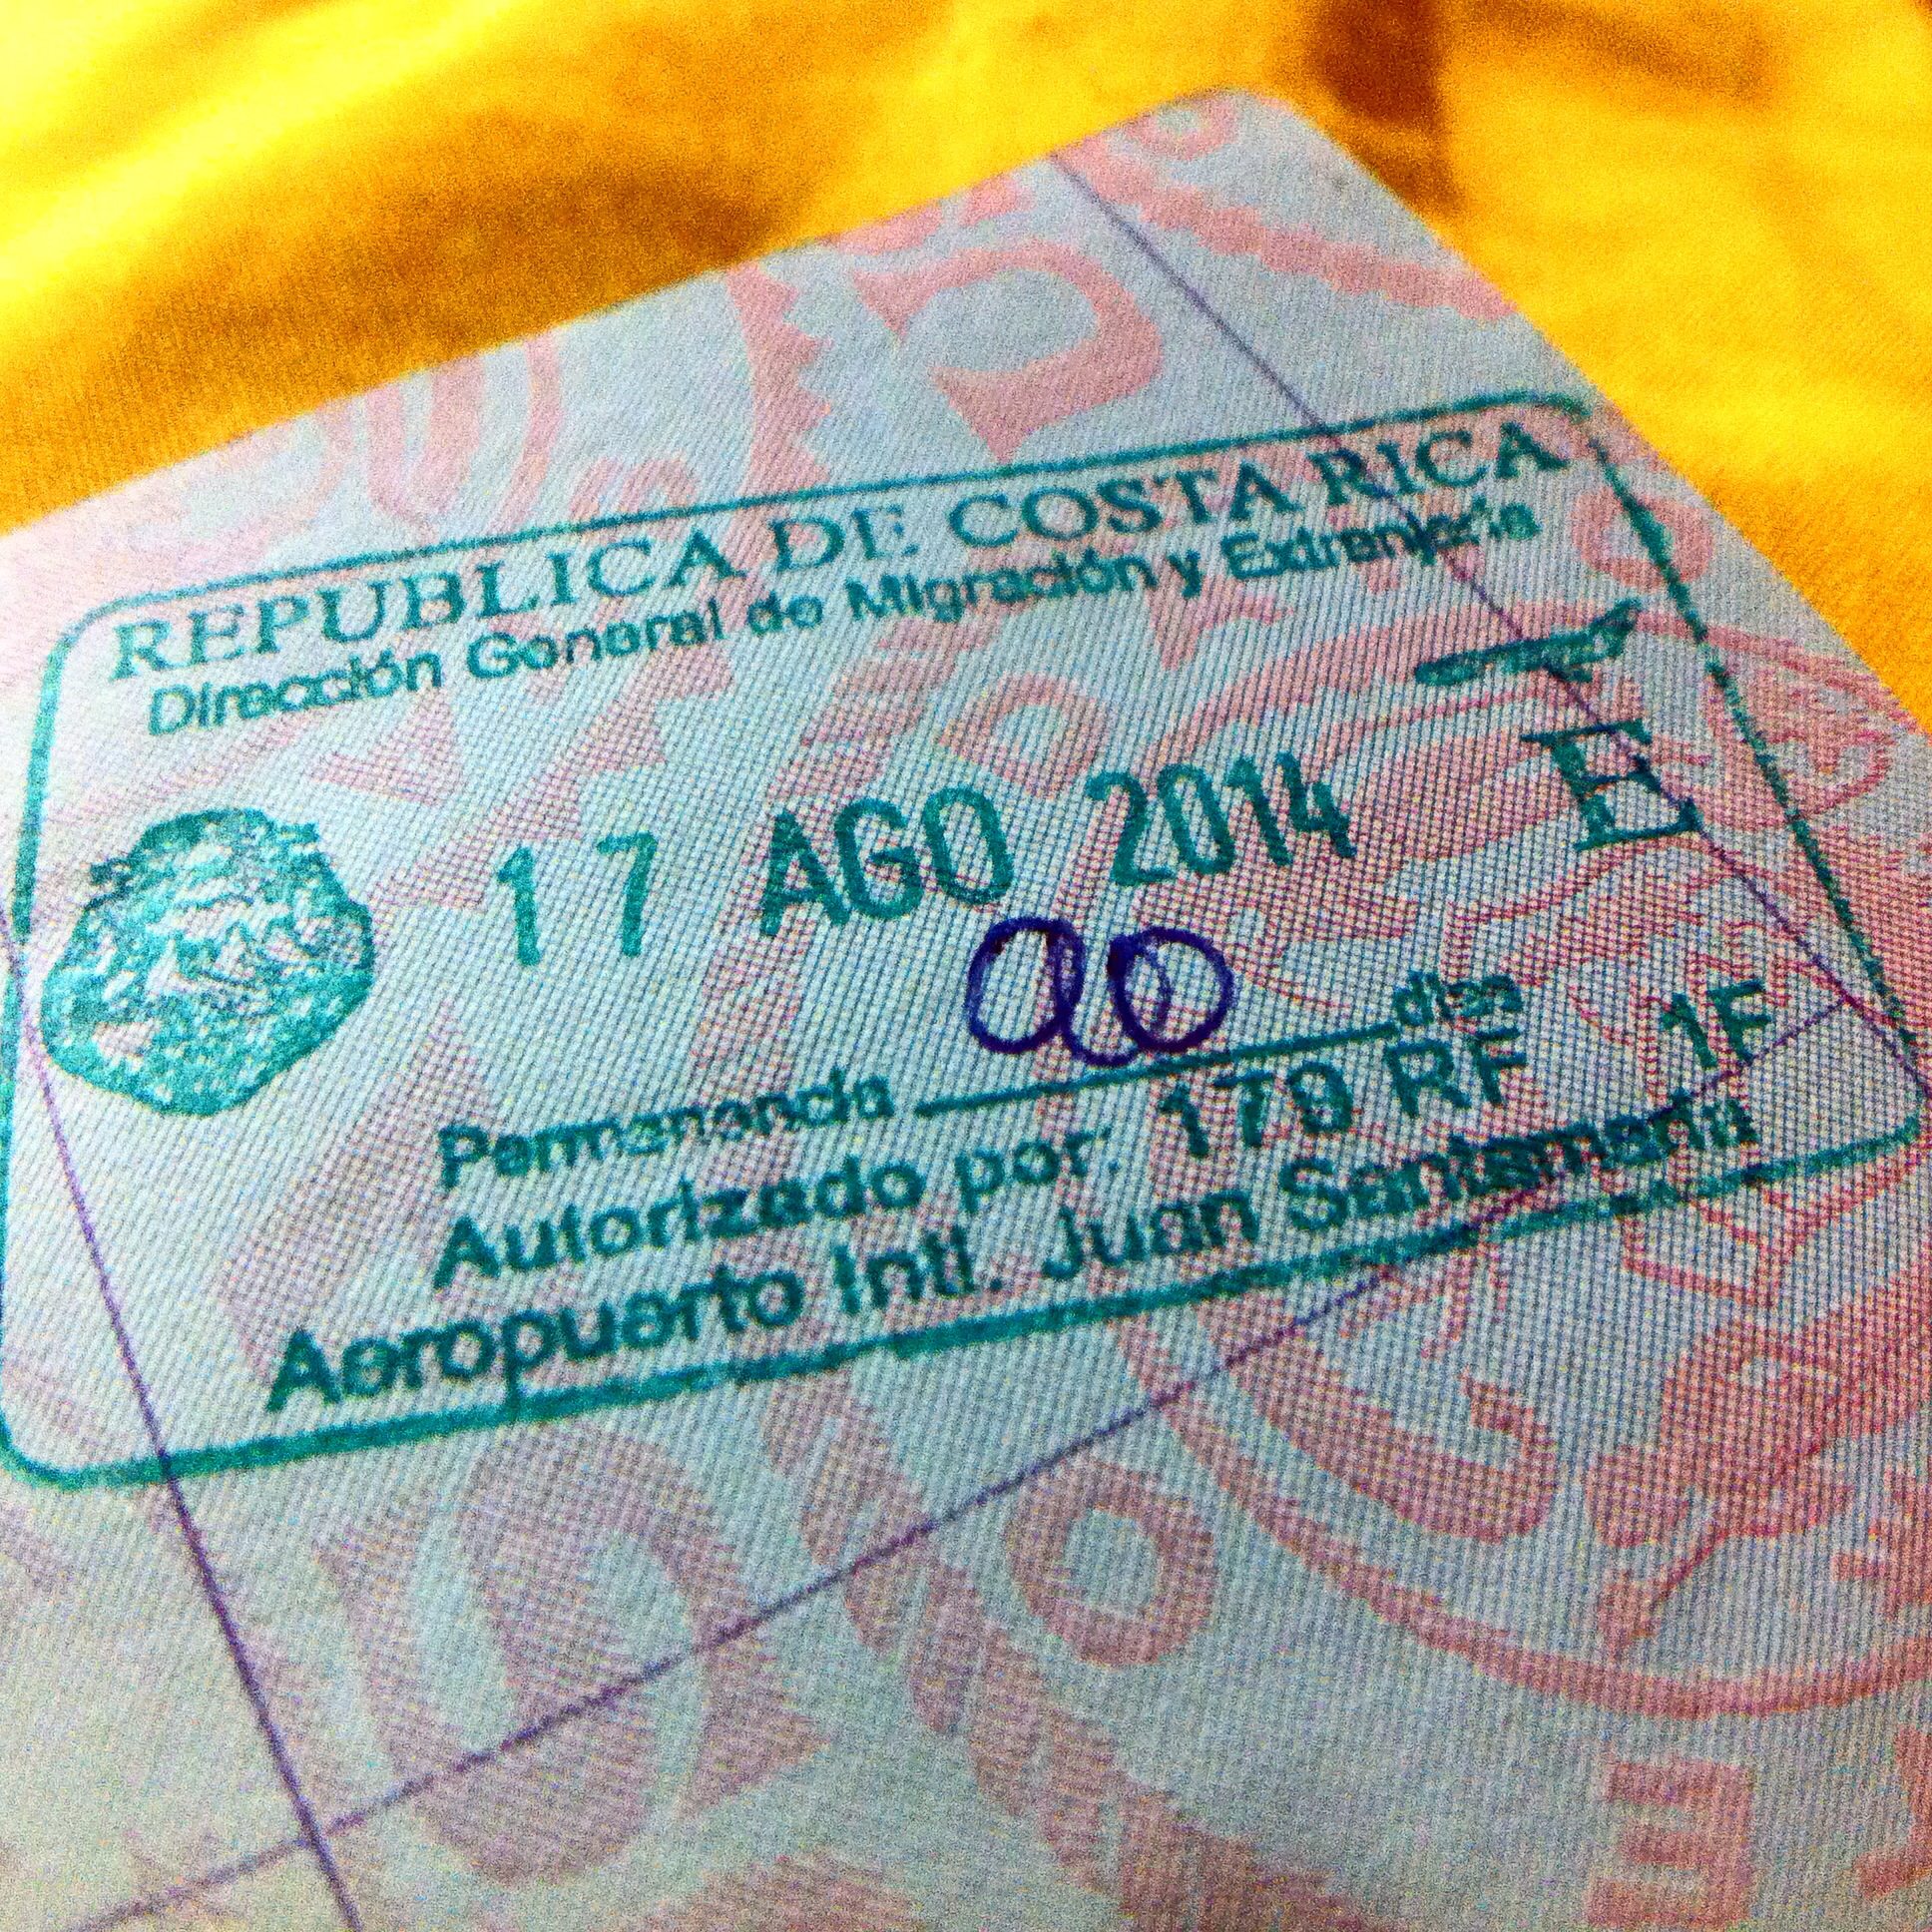 REPUBLICA DE COSTA RICA
Dirección General de Migración y Extranjería
17 AGO 2014 E
Permanencia 90 días
Autorizado por: 179 RF 1F
Aeropuerto Intl. Juan Santamaría